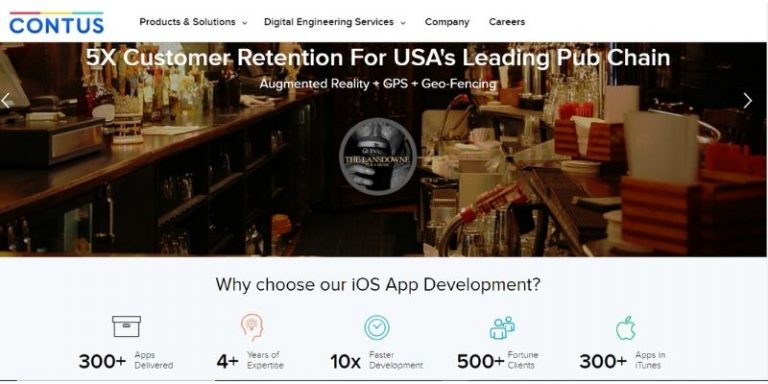 CONTUS
Products & Solutions
Digital Engineering Services
Company
Careers
5X Customer Retention For USA's Leading Pub Chain
Augmented Reality + GPS + Geo-Fencing
THE LANSDOWNE
Why choose our iOS App Development?
300+ Apps Delivered
4+ Years of Expertise
10x Faster Development
500+ Fortune Clients
300+ Apps in iTunes